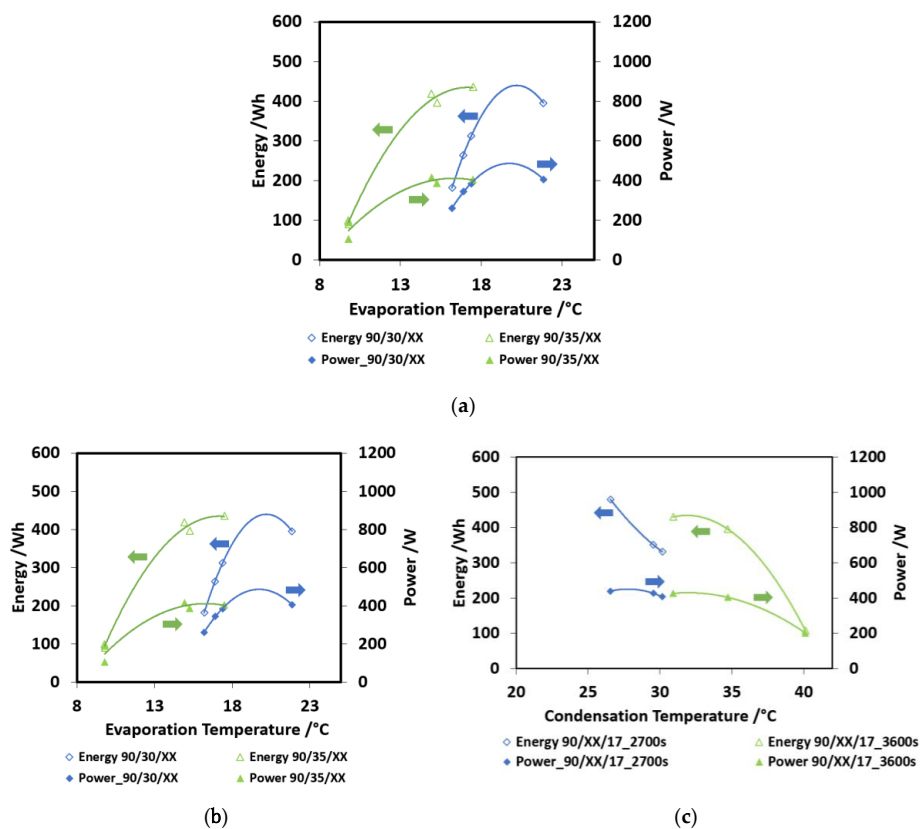 600
500
400
300
200
100
0
Energy /Wh
1200
1000
800
600
400
200
0
Power /W
8
13
18
23
Evaporation Temperature /°C
Energy 90/30/XX
Energy 90/35/XX
Power_90/30/XX
Power 90/35/XX
(a)
600
500
400
300
200
100
0
Energy /Wh
1200
1000
800
600
400
200
0
Power /W
8
13
18
23
Evaporation Temperature /°C
Energy 90/30/XX
Energy 90/35/XX
Power_90/30/XX
Power 90/35/XX
(b)
600
500
400
300
200
100
0
Energy /Wh
1200
1000
800
600
400
200
0
Power /W
20
25
30
35
40
Condensation Temperature /°C
Energy 90/XX/17_2700s
Energy 90/XX/17_3600s
Power_90/XX/17_2700s
Power 90/XX/17_3600s
(c)